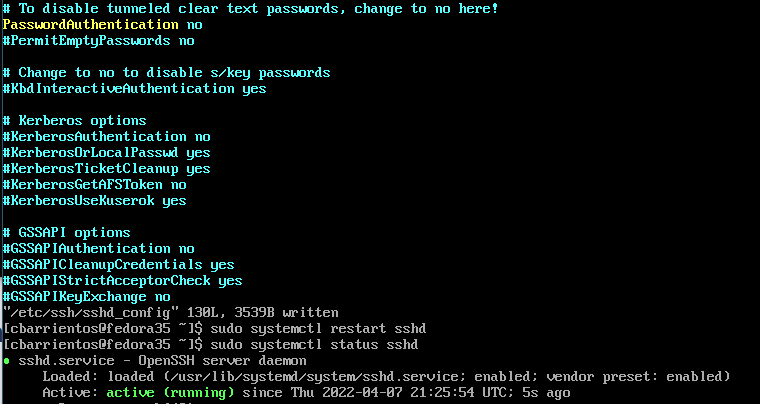 # To disable tunneled clear text passwords, change to no here!
PasswordAuthentication no
#PermitEmptyPasswords no
# Change to no to disable s/key passwords
#KbdInteractiveAuthentication yes
# Kerberos options
#KerberosAuthentication no
#KerberosOrLocalPasswd yes
#KerberosTicketCleanup yes
#KerberosGetAFSToken no
#KerberosUseKuserok yes
# GSSAPI options
#GSSAPIAuthentication no
#GSSAPICleanupCredentials yes
#GSSAPIStrictAcceptorCheck yes
#GSSAPIKeyExchange no
"/etc/ssh/sshd_config" 130L, 3539B written
[cbarrientos@fedora35 ~]$ sudo systemctl restart sshd
[cbarrientos@fedora35 ~]$ sudo systemctl status sshd
● sshd.service - OpenSSH server daemon
Loaded: loaded (/usr/lib/systemd/system/sshd.service; enabled; vendor preset: enabled)
Active: active (running) since Thu 2022-04-07 21:25:54 UTC; 5s ago